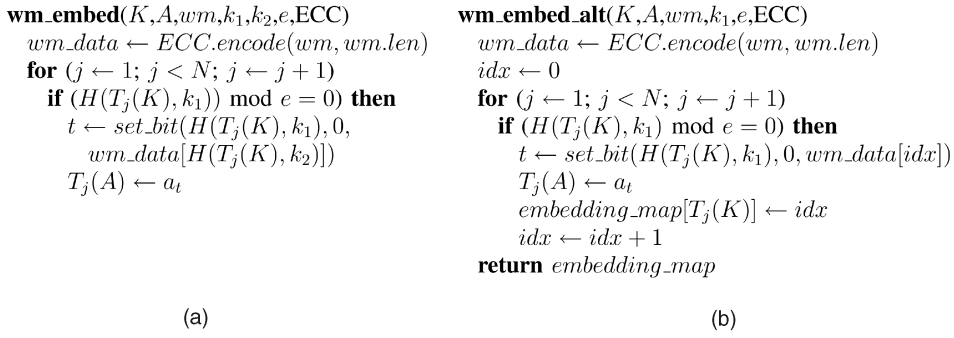 wm_embed(K,A,wm,k1,k2,e,ECC)
wm_data ← ECC.encode(wm, wm.len)
for (j ← 1; j < N; j ← j + 1)
if (H(Tj(K), k1)) mod e = 0) then
t ← set_bit(H(Tj(K), k1), 0,
wm_data[H(Tj(K), k2)])
Tj(A) ← at
(a)
wm_embed_alt(K,A,wm,k1,e,ECC)
wm_data ← ECC.encode(wm, wm.len)
idx ← 0
for (j ← 1; j < N; j ← j + 1)
if (H(Tj(K), k1) mod e = 0) then
t ← set_bit(H(Tj(K), k1), 0, wm_data[idx])
Tj(A) ← at
embedding_map[Tj(K)] ← idx
idx ← idx + 1
return embedding_map
(b)